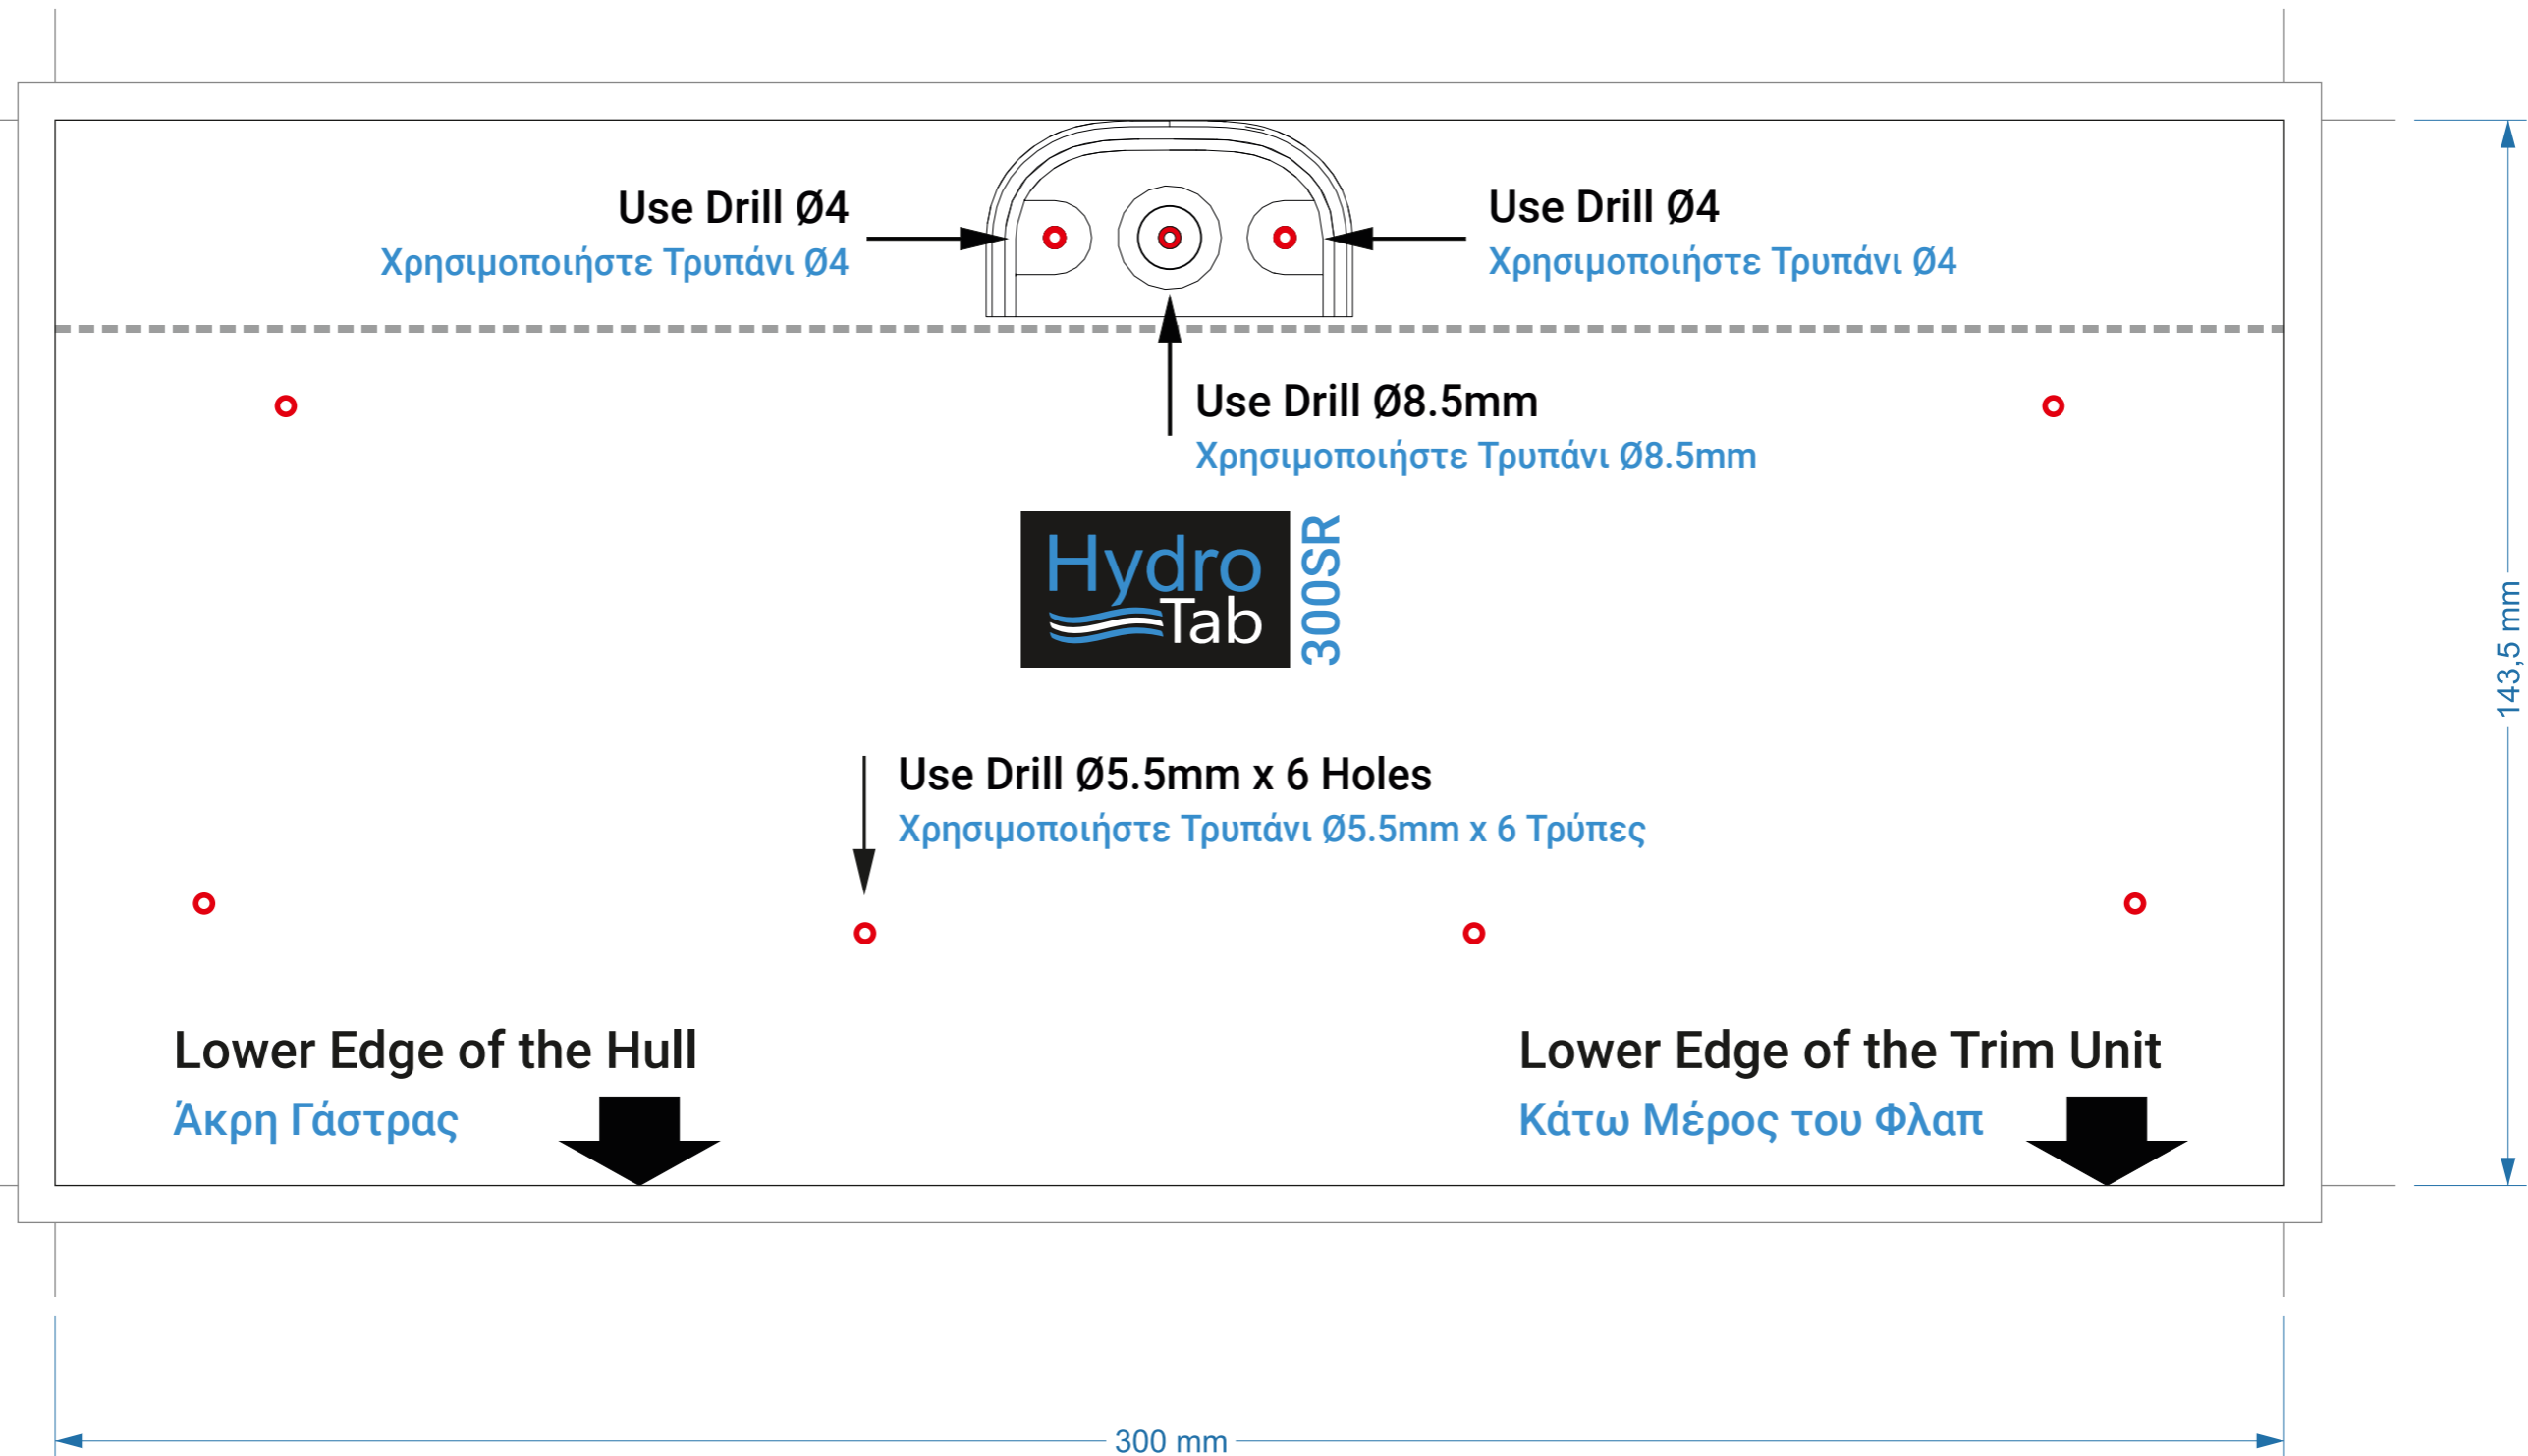 Use Drill Ø4
Χρησιμοποιήστε Τρυπάνι Ø4
Use Drill Ø4
Χρησιμοποιήστε Τρυπάνι Ø4
Use Drill Ø8.5mm
Χρησιμοποιήστε Τρυπάνι Ø8.5mm
Hydro
Tab
300SR
143,5 mm
Use Drill Ø5.5mm x 6 Holes
Χρησιμοποιήστε Τρυπάνι Ø5.5mm x 6 Τρύπες
Lower Edge of the Hull
Άκρη Γάστρας
Lower Edge of the Trim Unit
Κάτω Μέρος του Φλαπ
300 mm